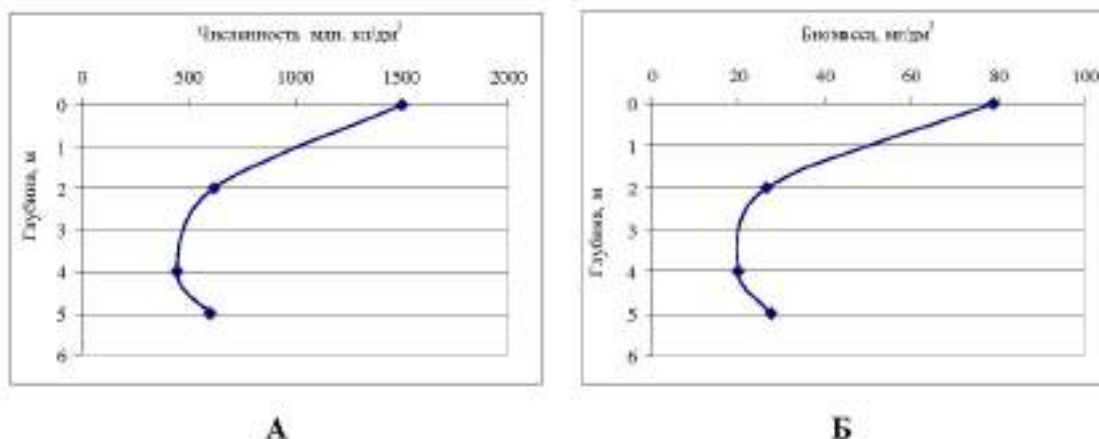 Численность млн. кл/дм³
0 500 1000 1500 2000
0
1
2
3
4
5
6
Глубина, м
А
Биомасса, мг/дм³
0 20 40 60 80 100
0
1
2
3
4
5
6
Глубина, м
Б